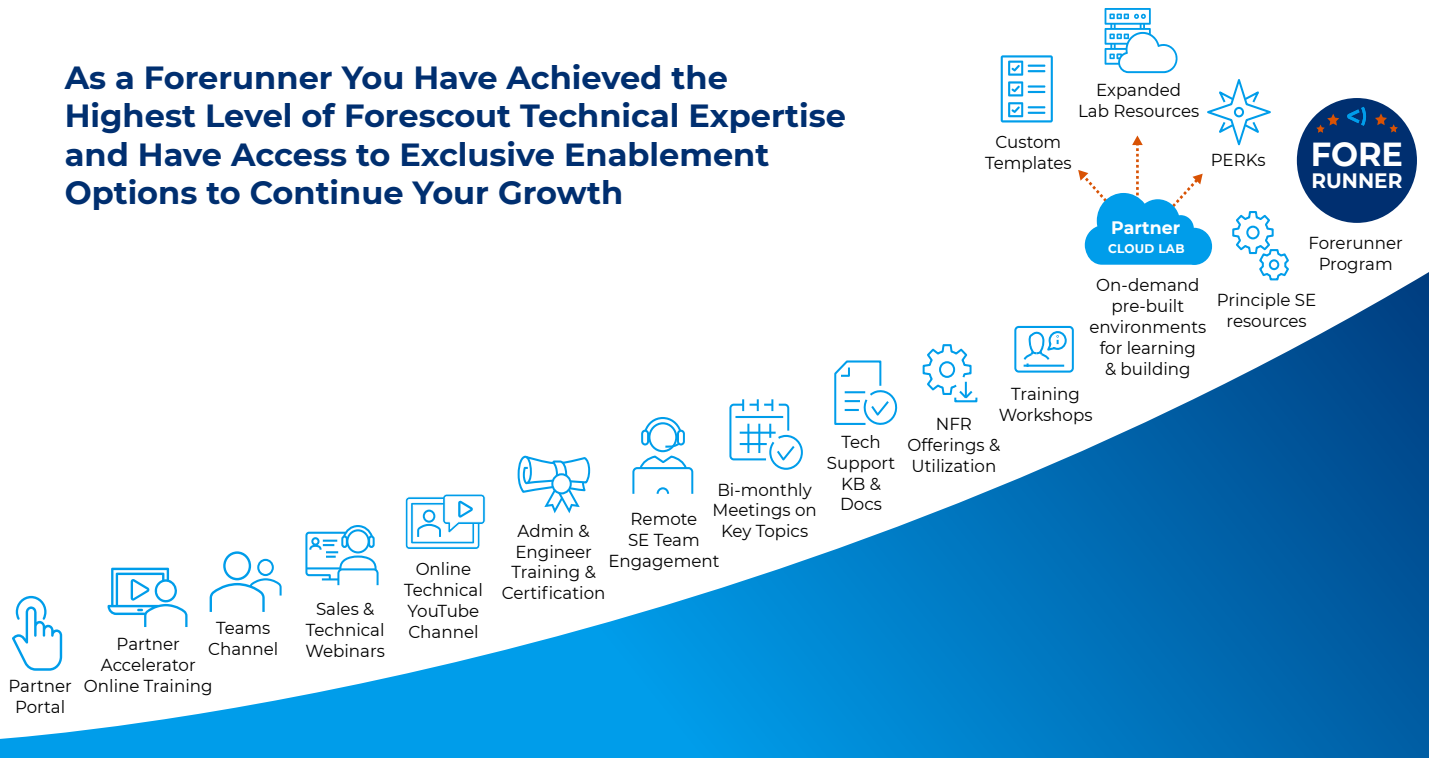 As a Forerunner You Have Achieved the
Highest Level of Forescout Technical Expertise
and Have Access to Exclusive Enablement
Options to Continue Your Growth
Partner
Portal
Partner
Accelerator
Online Training
Teams
Channel
Sales &
Technical
Webinars
Online
Technical
YouTube
Channel
Admin &
Engineer
Training &
Certification
Remote
SE Team
Engagement
Bi-monthly
Meetings on
Key Topics
Tech
Support
KB &
Docs
NFR
Offerings &
Utilization
Training
Workshops
Custom
Templates
Expanded
Lab Resources
PERKs
Partner
CLOUD LAB
On-demand
pre-built
environments
for learning
& building
Principle SE
resources
FORE
RUNNER
Forerunner
Program